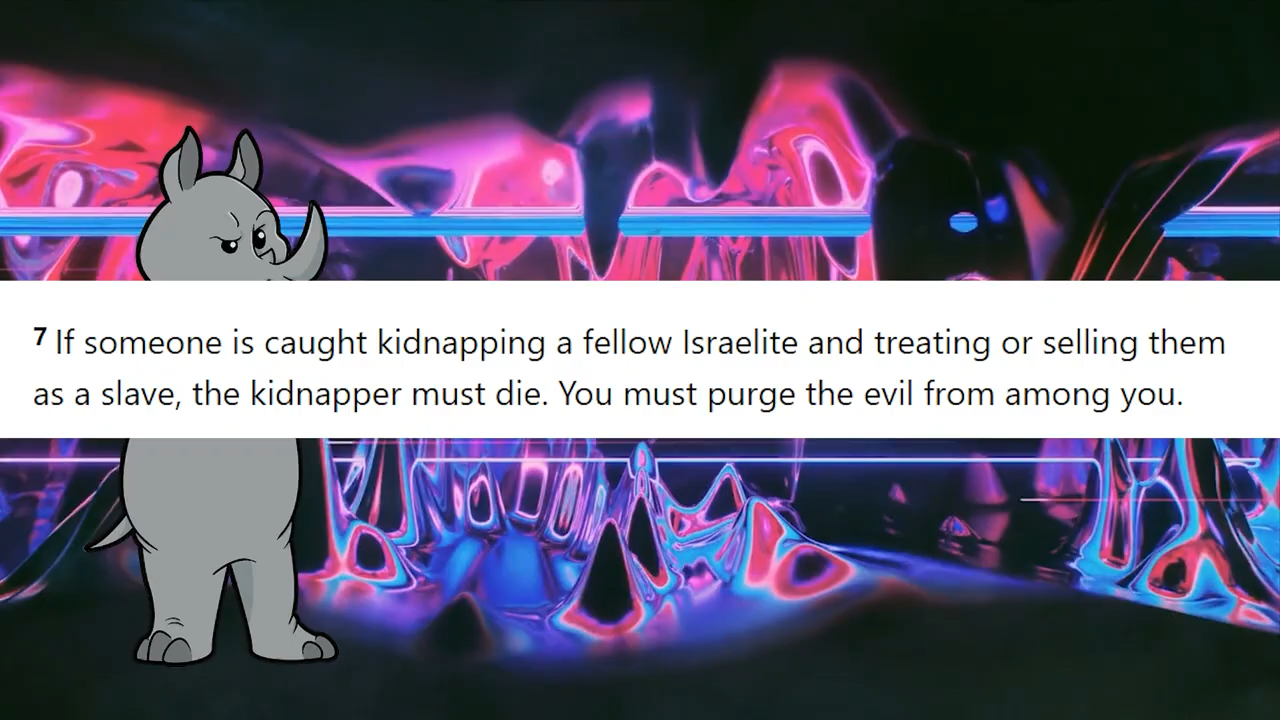 7 If someone is caught kidnapping a fellow Israelite and treating or selling them
as a slave, the kidnapper must die. You must purge the evil from among you.